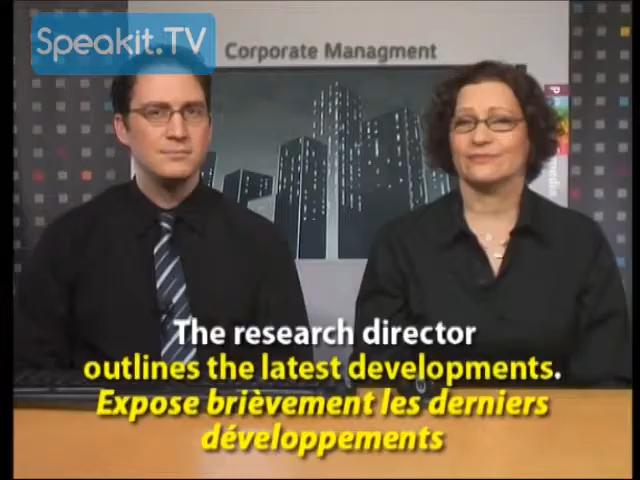 Speakit.TV
Corporate Managment
The research director
outlines the latest developments.
Expose brièvement les derniers
développements